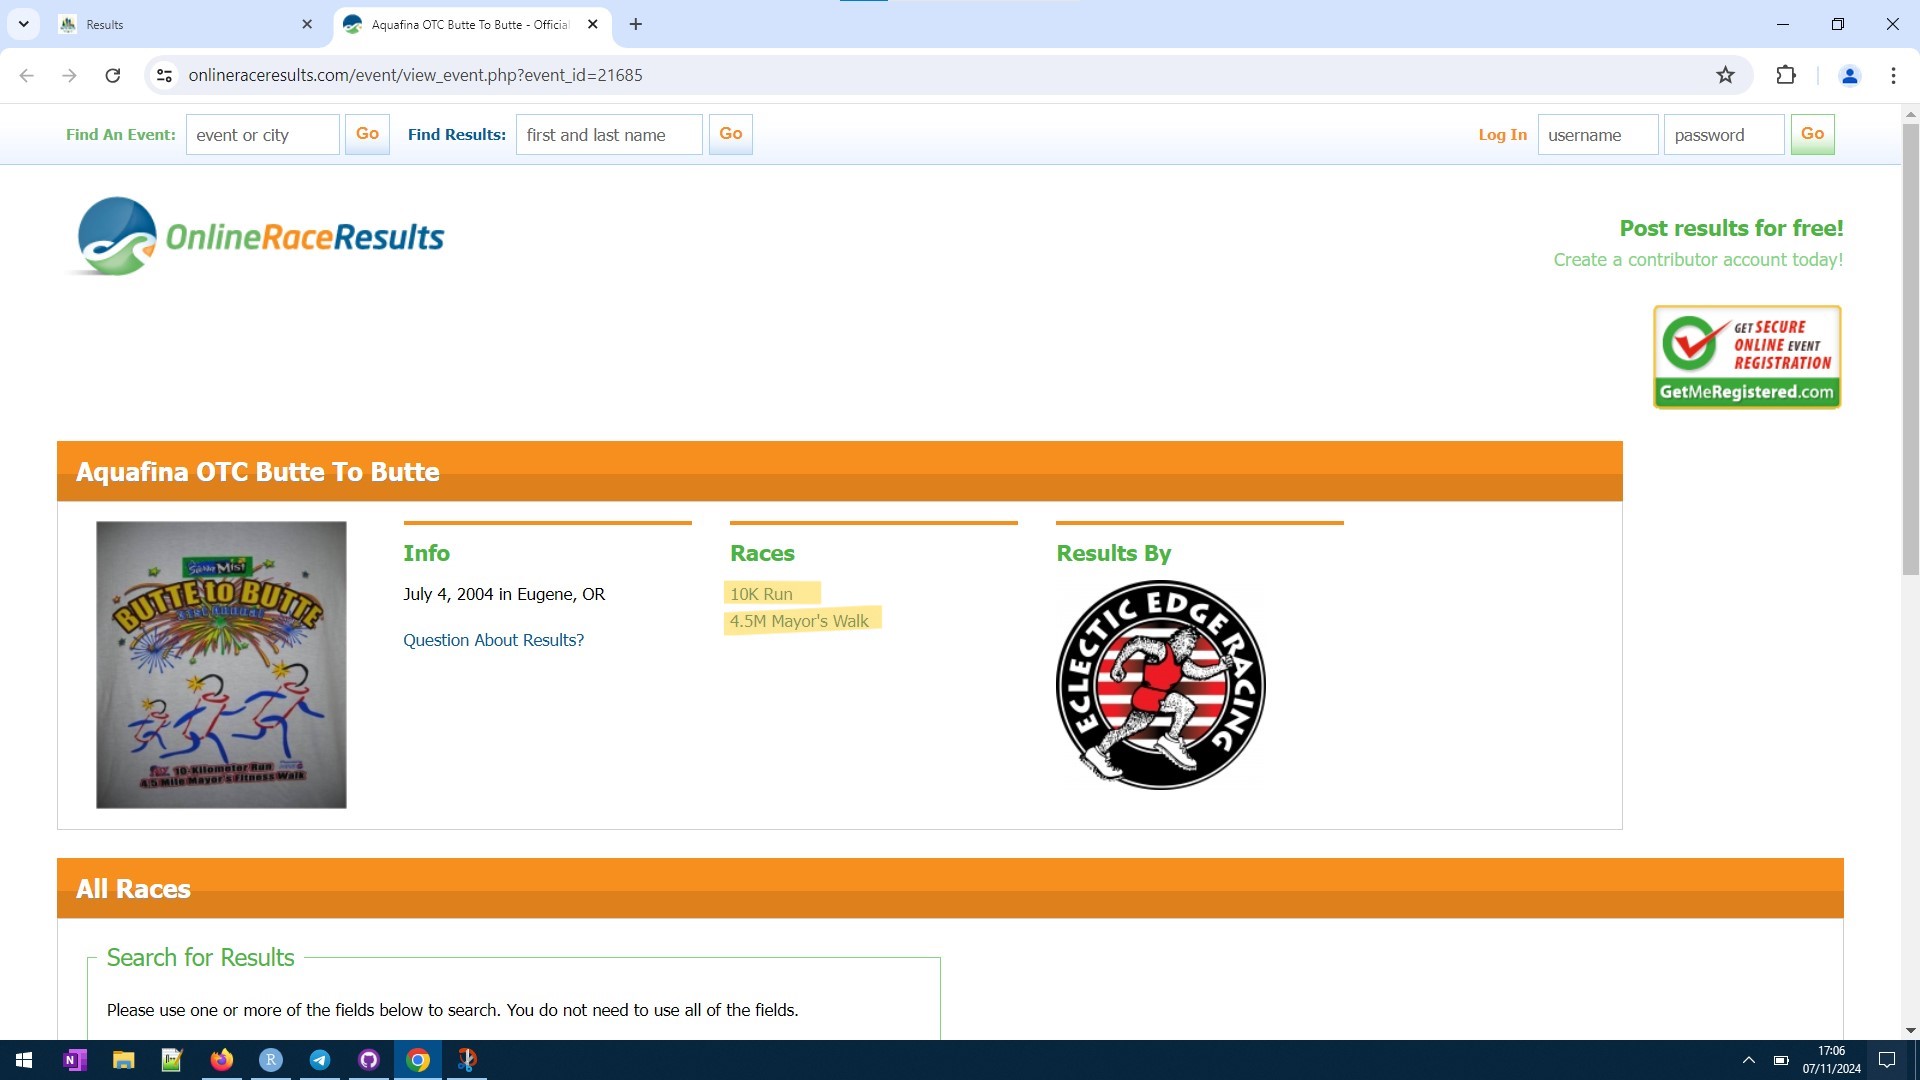 Results
Aquafina OTC Butte To Butte - Official
onlineraceresults.com/event/view_event.php?event_id=21685
Find An Event: event or city Go Find Results: first and last name Go Log In username password Go
OnlineRaceResults
Post results for free!
Create a contributor account today!
GET SECURE
ONLINE EVENT
REGISTRATION
GetMeRegistered.com
Aquafina OTC Butte To Butte
Sierra Mist
BUTTE to BUTTE
31st ANNUAL
10-Kilometer Run
4.5 Mile Mayor's Fitness Walk
Info
July 4, 2004 in Eugene, OR
Question About Results?
Races
10K Run
4.5M Mayor's Walk
Results By
ECLECTIC EDGE RACING
All Races
Search for Results
Please use one or more of the fields below to search. You do not need to use all of the fields.
17:06
07/11/2024